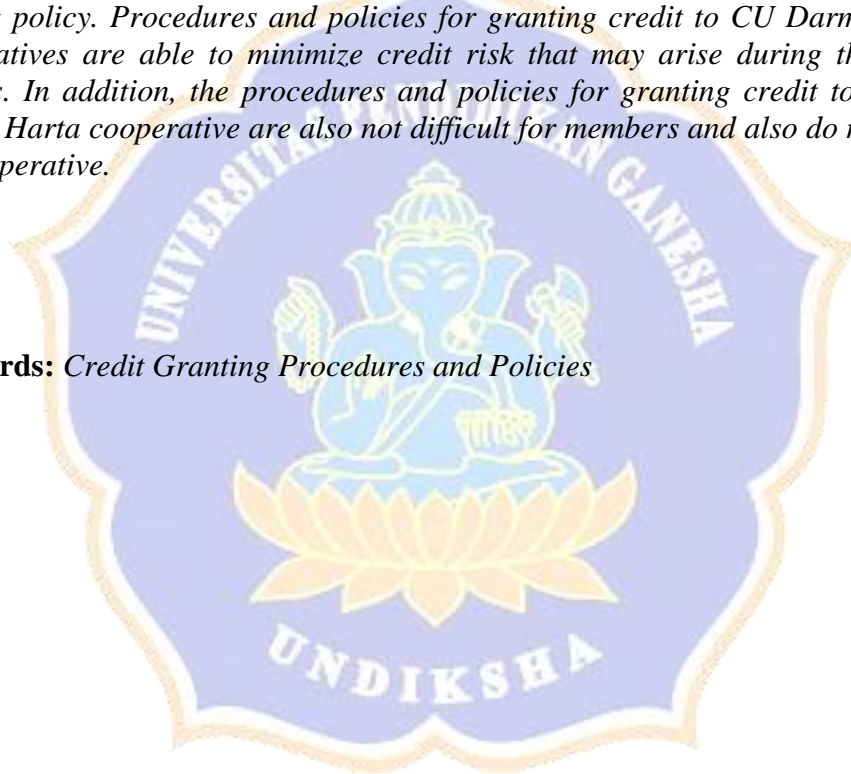 policy. Procedures and policies for granting credit to CU Darm
atives are able to minimize credit risk that may arise during th
s. In addition, the procedures and policies for granting credit to
Harta cooperative are also not difficult for members and also do
perative.
UNIVERSITAS PENDIDIKAN GANESHA
rds: Credit Granting Procedures and Policies
UNDIKSHA